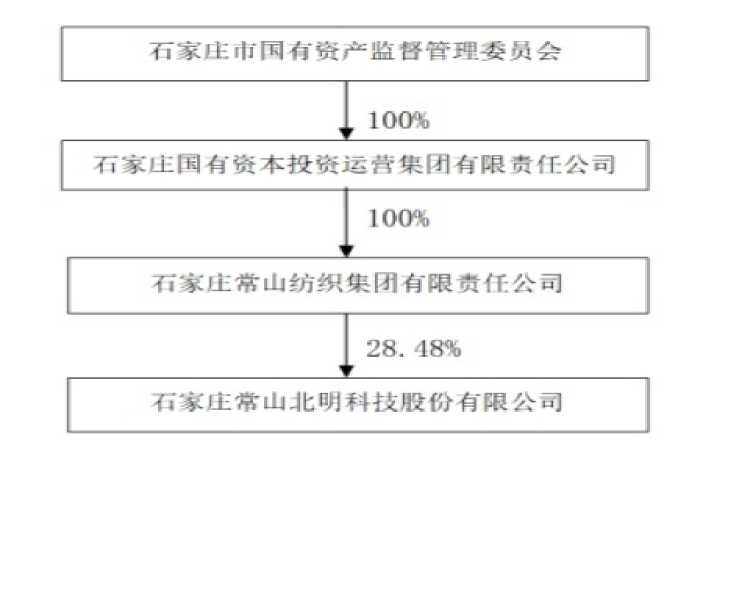 石家庄市国有资产监督管理委员会
100%
石家庄国有资本投资运营集团有限责任公司
100%
石家庄常山纺织集团有限责任公司
28.48%
石家庄常山北明科技股份有限公司